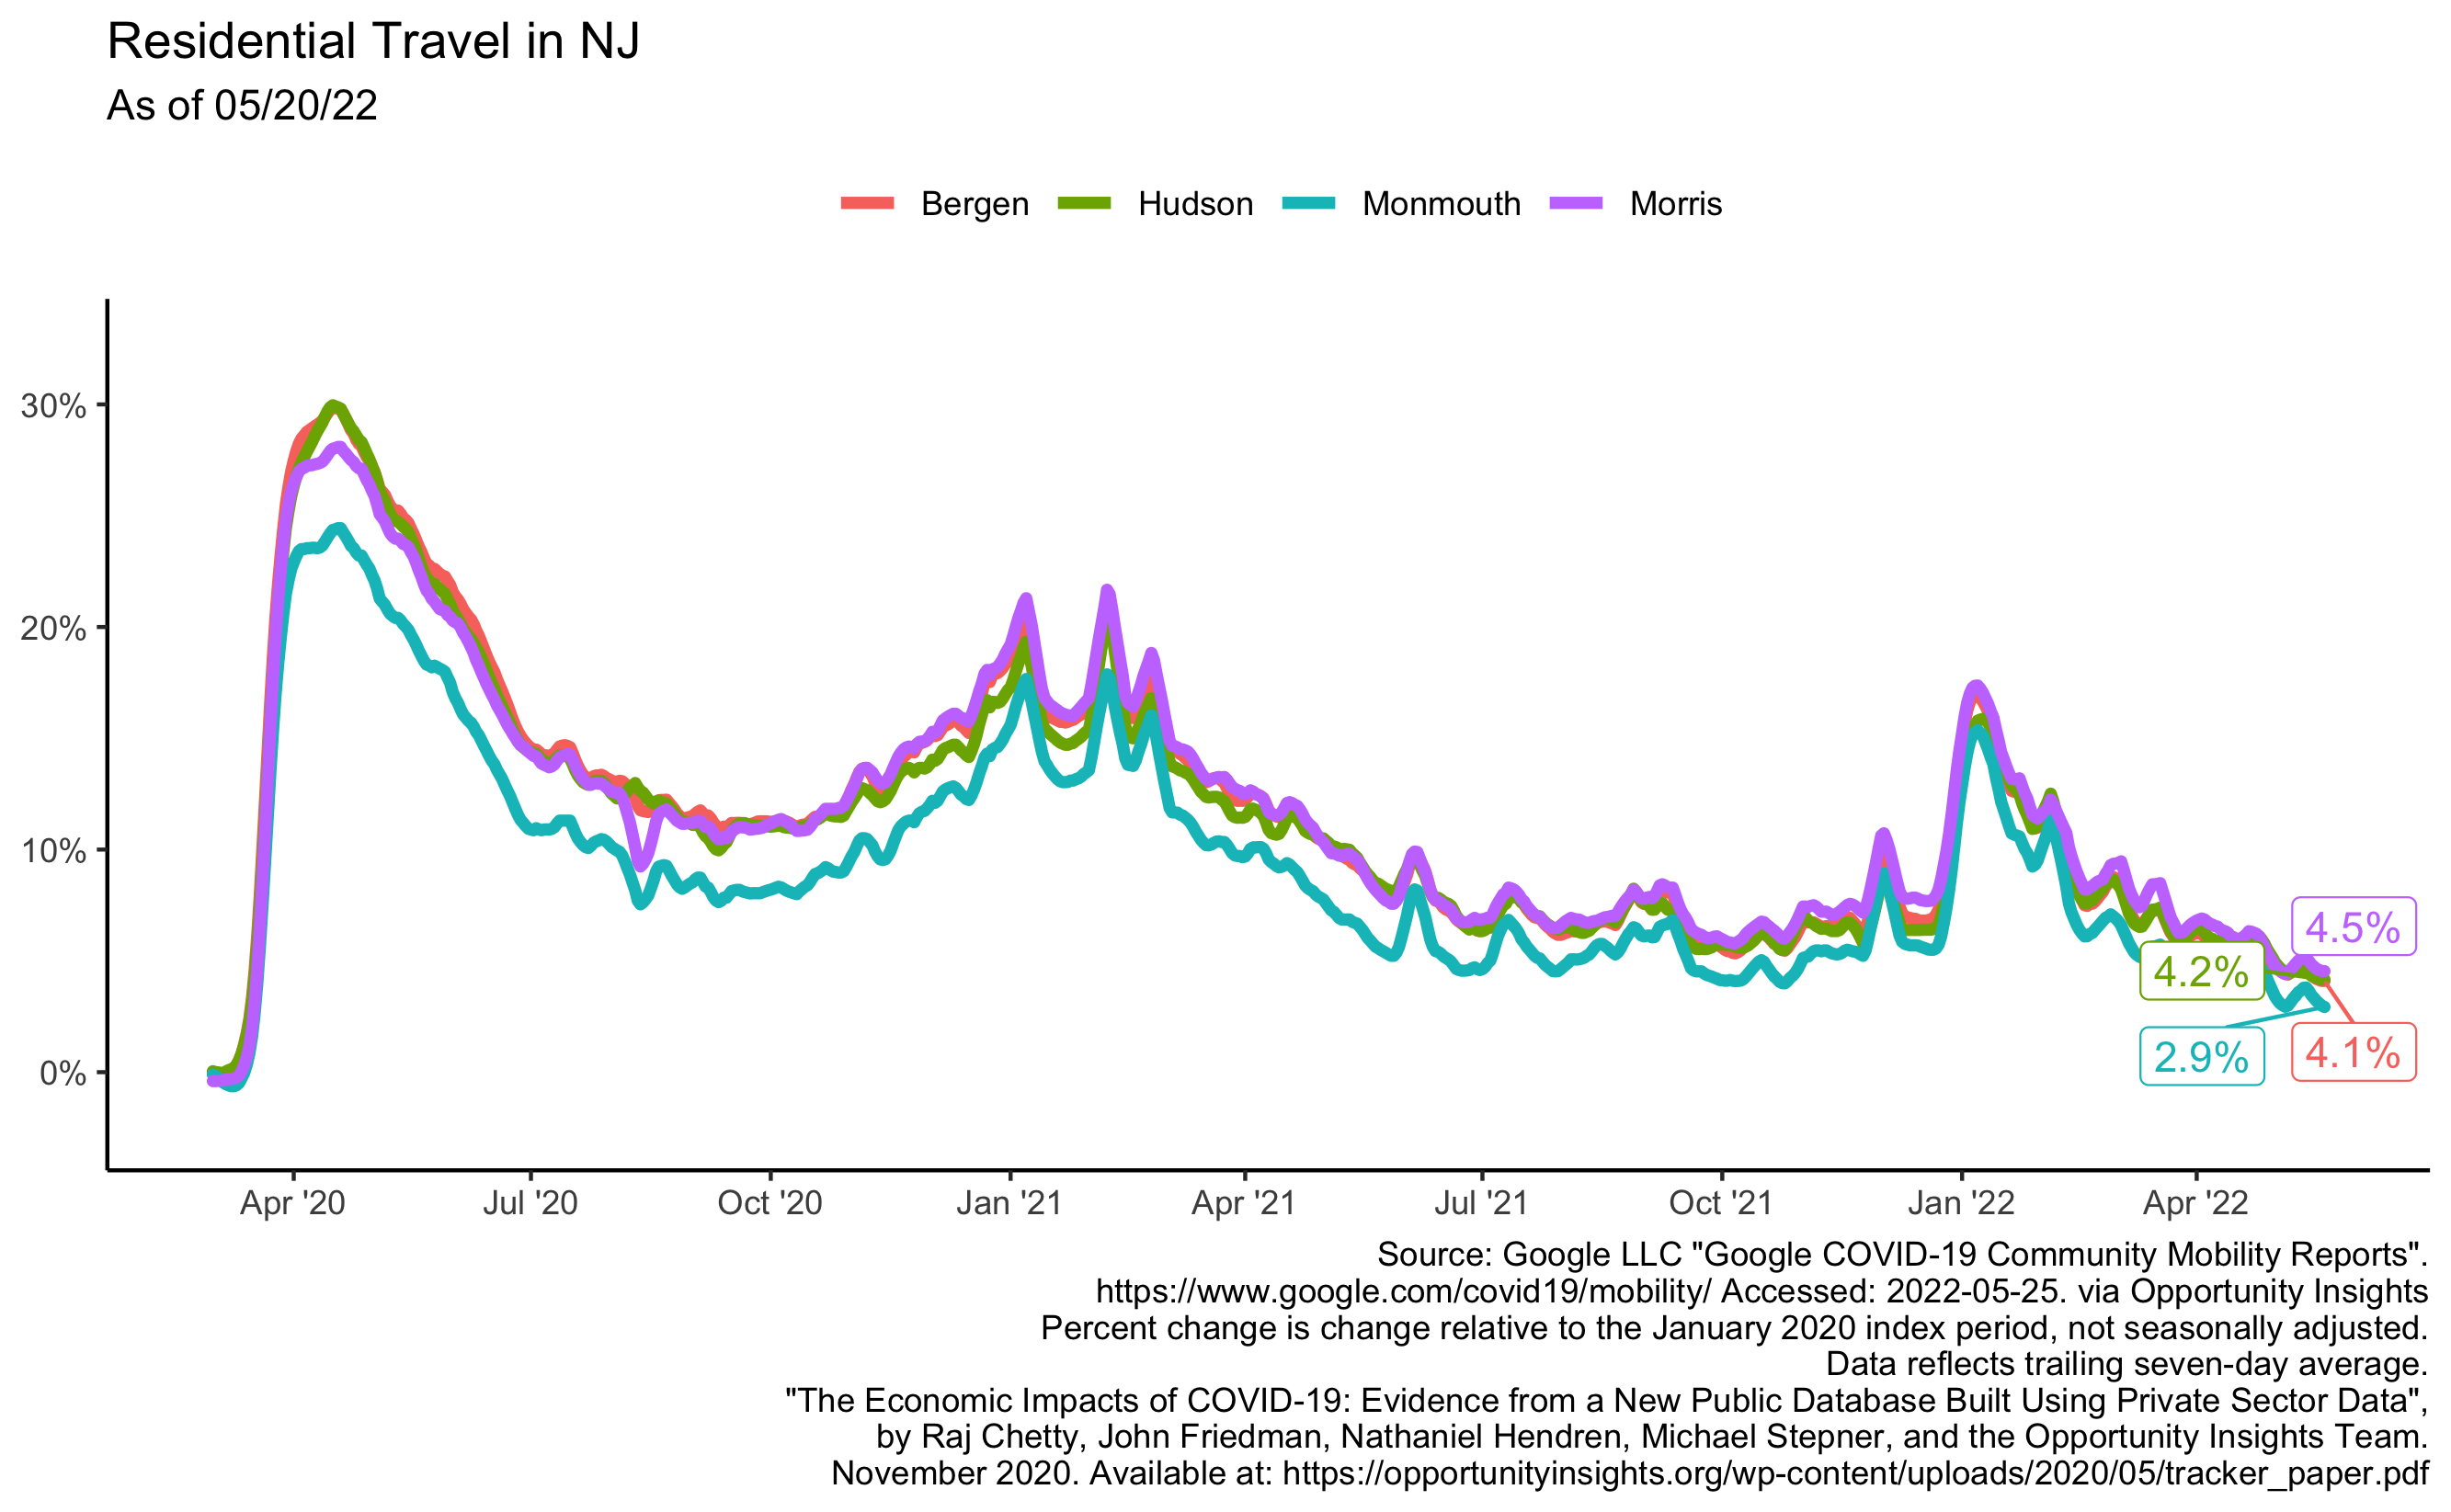 Residential Travel in NJ
As of 05/20/22
Bergen Hudson Monmouth Morris
30%
20%
10%
0%
4.5%
4.2%
4.1%
2.9%
Apr '20 Jul '20 Oct '20 Jan '21 Apr '21 Jul '21 Oct '21 Jan '22 Apr '22
Source: Google LLC "Google COVID-19 Community Mobility Reports".
https://www.google.com/covid19/mobility/ Accessed: 2022-05-25. via Opportunity Insights
Percent change is change relative to the January 2020 index period, not seasonally adjusted.
Data reflects trailing seven-day average.
"The Economic Impacts of COVID-19: Evidence from a New Public Database Built Using Private Sector Data",
by Raj Chetty, John Friedman, Nathaniel Hendren, Michael Stepner, and the Opportunity Insights Team.
November 2020. Available at: https://opportunityinsights.org/wp-content/uploads/2020/05/tracker_paper.pdf